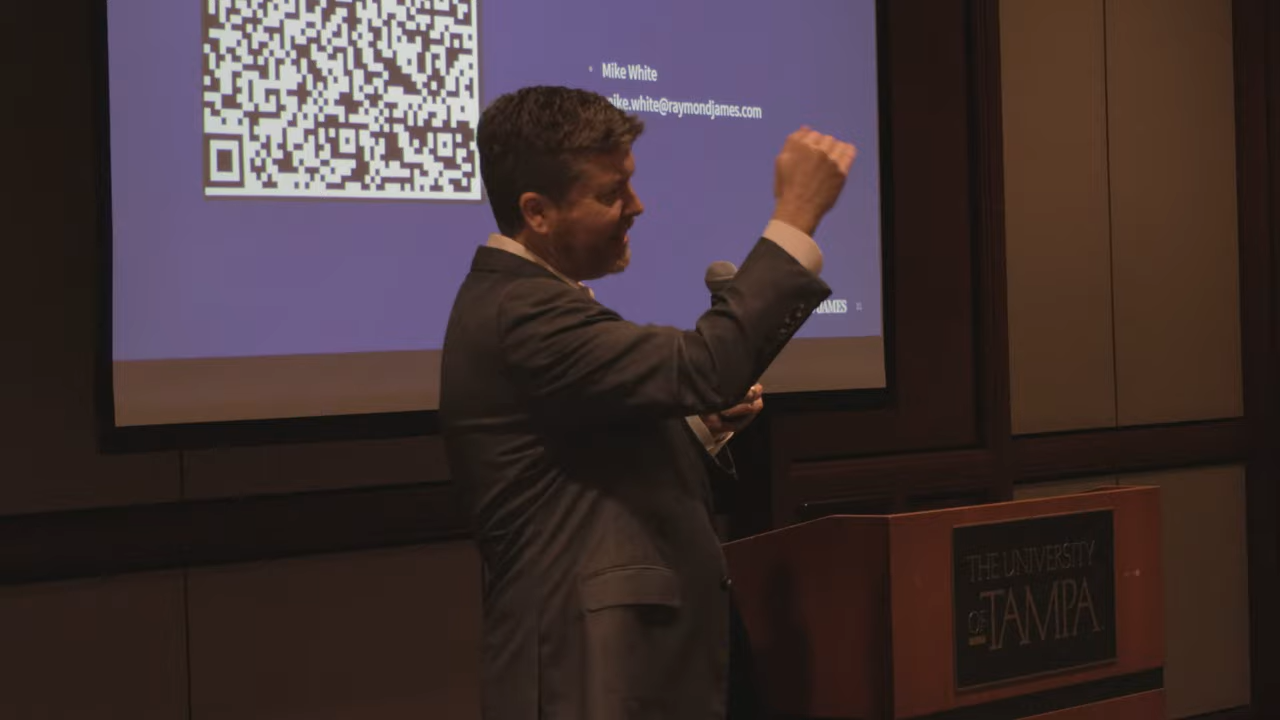 Mike White
mike.white@raymondjames.com
JAMES
THE UNIVERSITY
OF TAMPA